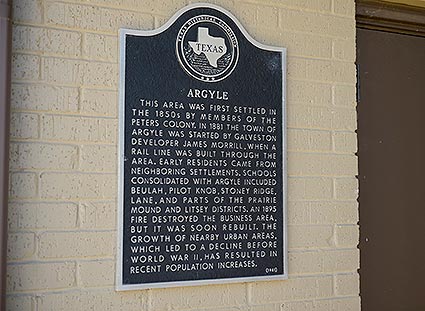 TEXAS HISTORICAL COMMISSION
TEXAS
ARGYLE
THIS AREA WAS FIRST SETTLED IN
THE 1850s BY MEMBERS OF THE
PETERS COLONY. IN 1881 THE TOWN OF
ARGYLE WAS STARTED BY GALVESTON
DEVELOPER JAMES MORRILL, WHEN A
RAIL LINE WAS BUILT THROUGH THE
AREA. EARLY RESIDENTS CAME FROM
NEIGHBORING SETTLEMENTS. SCHOOLS
CONSOLIDATED WITH ARGYLE INCLUDED
BEULAH, PILOT KNOB, STONEY RIDGE,
LANE, AND PARTS OF THE PRAIRIE
MOUND AND LITSEY DISTRICTS. AN 1895
FIRE DESTROYED THE BUSINESS AREA,
BUT IT WAS SOON REBUILT. THE
GROWTH OF NEARBY URBAN AREAS,
WHICH LED TO A DECLINE BEFORE
WORLD WAR II, HAS RESULTED IN
RECENT POPULATION INCREASES.